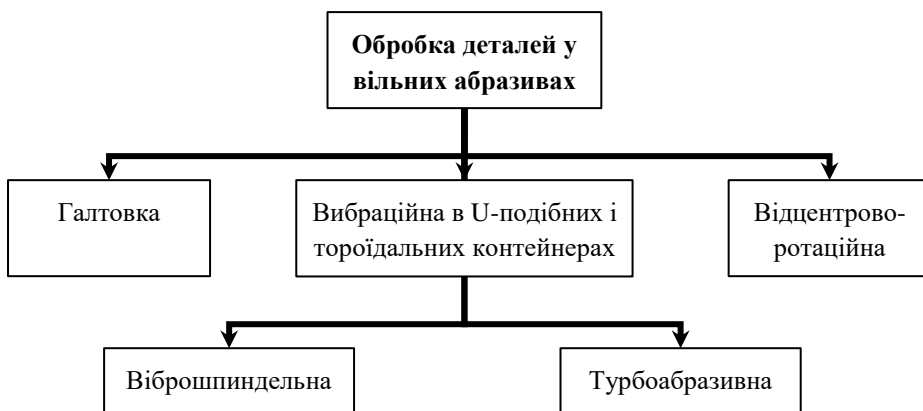 Обробка деталей у
вільних абразивах
Галтовка
Вибраційна в U-подібних і
тороїдальних контейнерах
Відцентрово-
ротаційна
Віброшпиндельна
Турбоабразивна